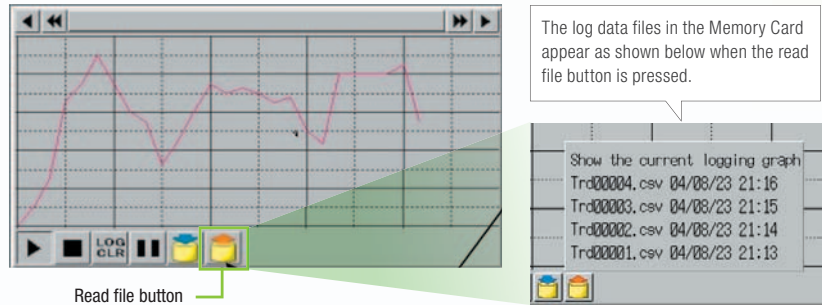 The log data files in the Memory Card
appear as shown below when the read
file button is pressed.
LOG
CLR
Read file button
Show the current logging graph
Trd00004.csv 04/08/23 21:16
Trd00003.csv 04/08/23 21:15
Trd00002.csv 04/08/23 21:14
Trd00001.csv 04/08/23 21:13